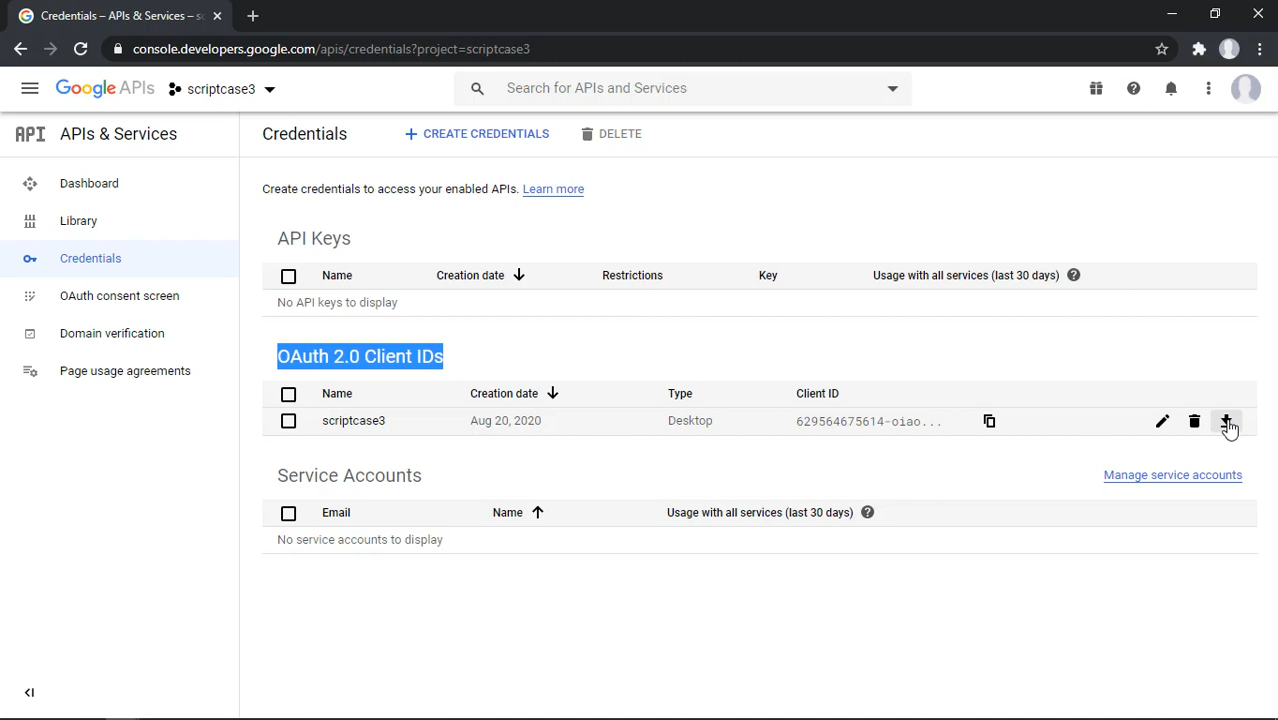 Credentials – APIs & Services – sc
console.developers.google.com/apis/credentials?project=scriptcase3
Google APIs
scriptcase3
Search for APIs and Services
API
APIs & Services
Credentials
CREATE CREDENTIALS
DELETE
Dashboard
Library
Credentials
OAuth consent screen
Domain verification
Page usage agreements
Create credentials to access your enabled APIs. Learn more
API Keys
Name Creation date Restrictions Key Usage with all services (last 30 days)
No API keys to display
OAuth 2.0 Client IDs
Name Creation date Type Client ID
scriptcase3 Aug 20, 2020 Desktop 629564675614-oiao...
Service Accounts
Manage service accounts
Email Name Usage with all services (last 30 days)
No service accounts to display